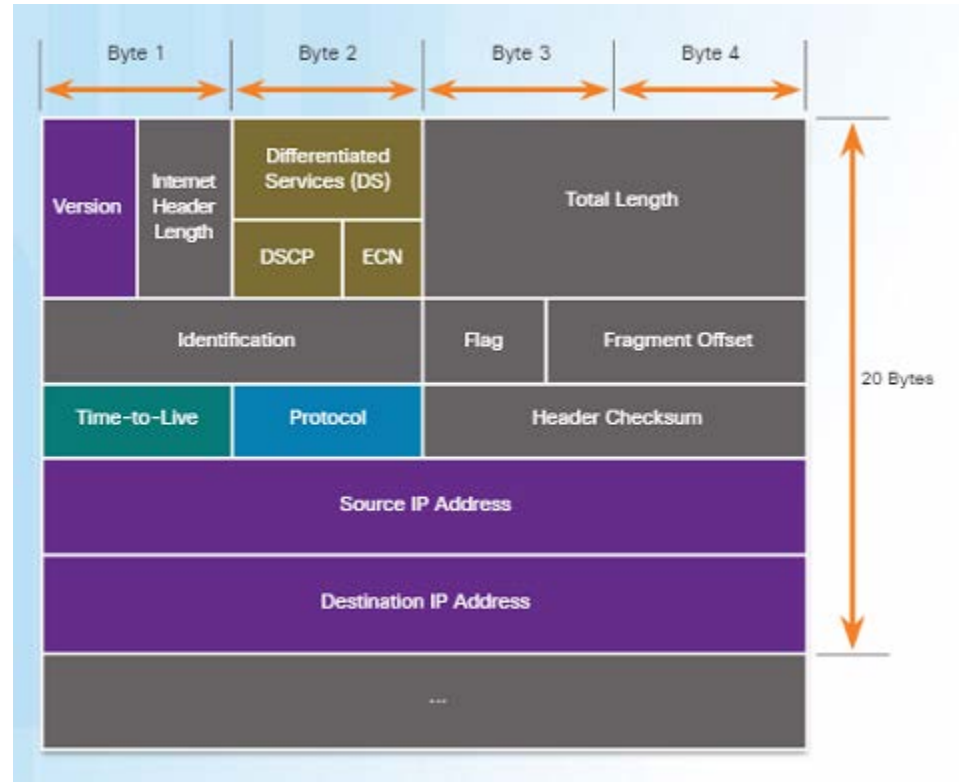 Byte 1
Byte 2
Byte 3
Byte 4
Version
Internet
Header
Length
Differentiated
Services (DS)
DSCP
ECN
Total Length
Identification
Flag
Fragment Offset
20 Bytes
Time-to-Live
Protocol
Header Checksum
Source IP Address
Destination IP Address
...